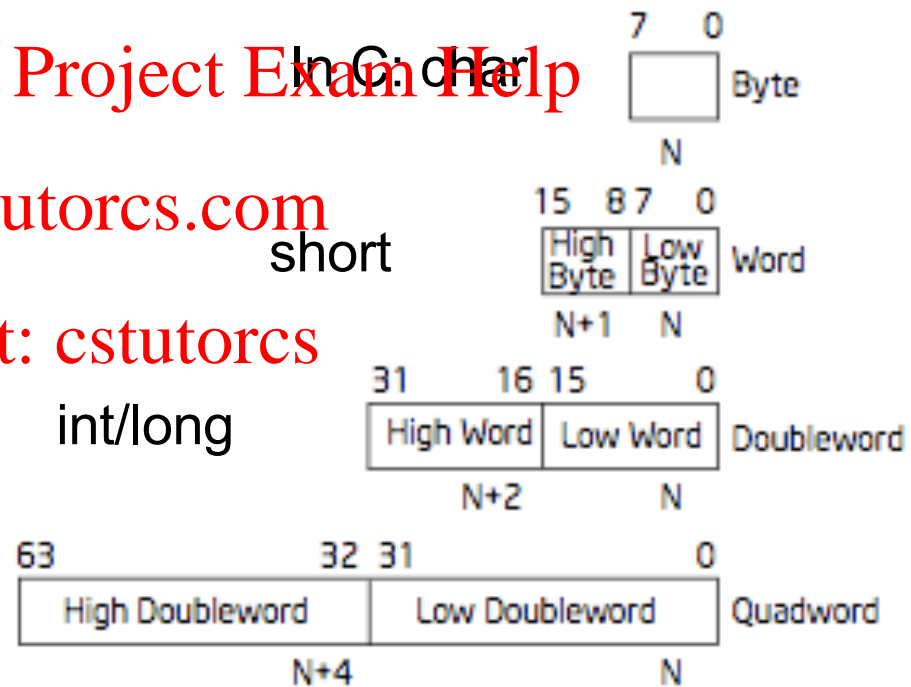 7 0
Project Exam Help
In C: char
Byte
N
tutorcs.com
15 8 7 0
short
High Byte
Low Byte
Word
N+1 N
t: cstutorcs
31 16 15 0
int/long
High Word
Low Word
Doubleword
N+2 N
63 32 31 0
High Doubleword
Low Doubleword
Quadword
N+4 N